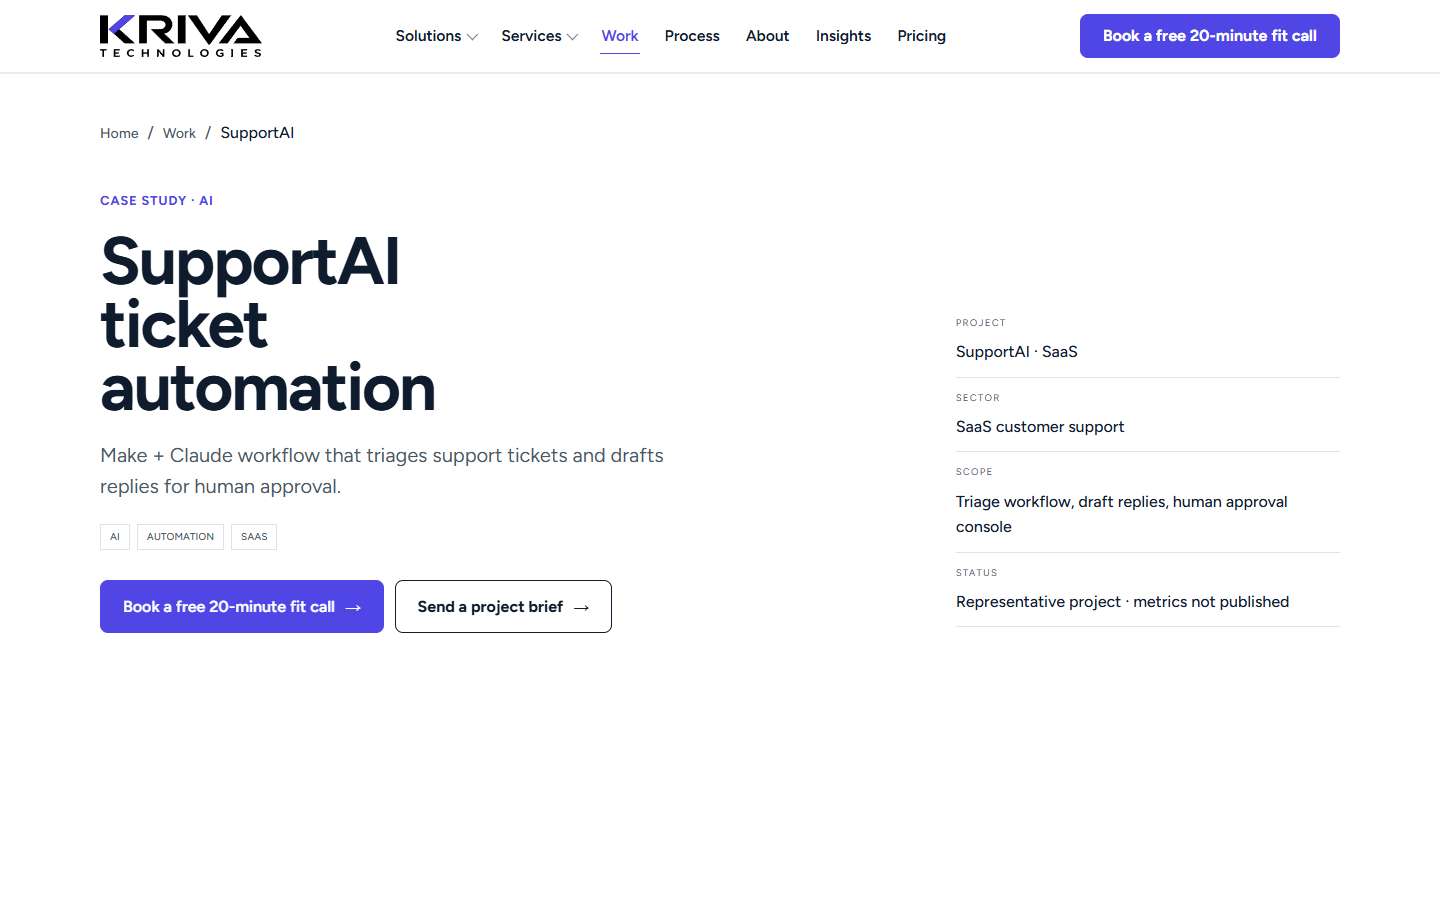 KRIVA
TECHNOLOGIES
Solutions
Services
Work
Process
About
Insights
Pricing
Book a free 20-minute fit call
Home / Work / SupportAI
CASE STUDY · AI
SupportAI
ticket
automation
Make + Claude workflow that triages support tickets and drafts
replies for human approval.
AI
AUTOMATION
SAAS
Book a free 20-minute fit call →
Send a project brief →
PROJECT
SupportAI · SaaS
SECTOR
SaaS customer support
SCOPE
Triage workflow, draft replies, human approval
console
STATUS
Representative project · metrics not published